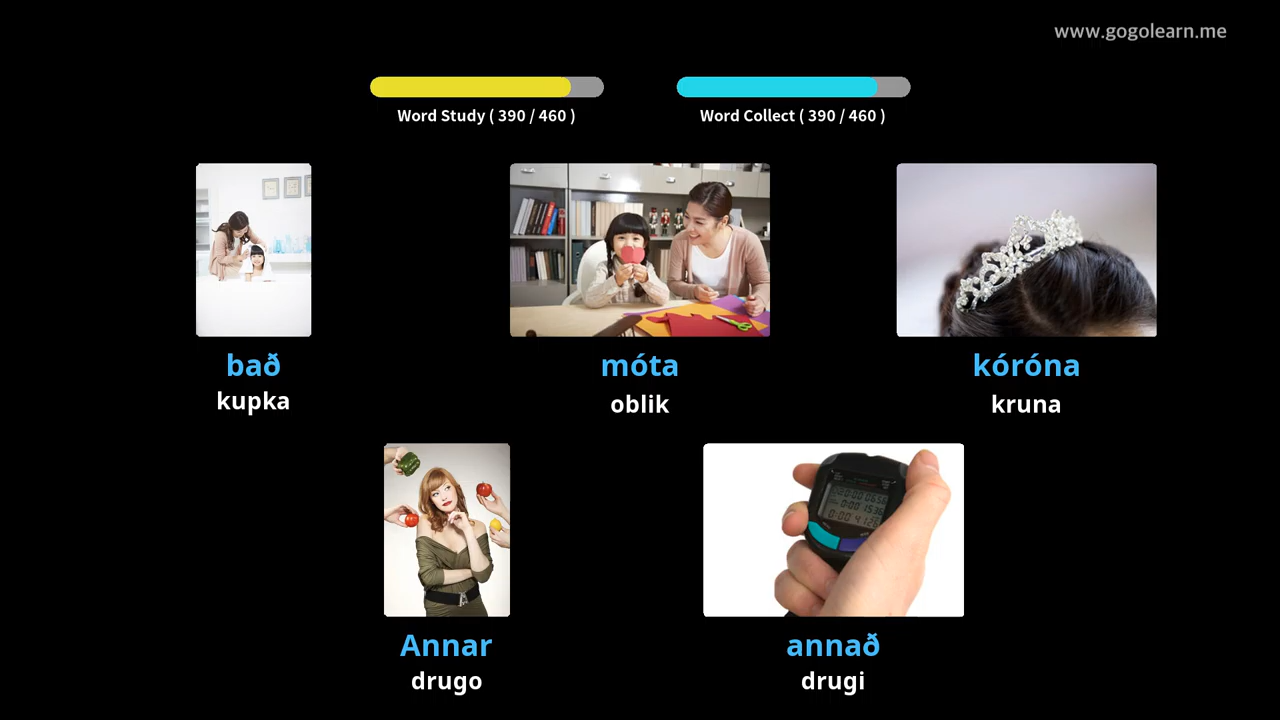 www.gogolearn.me
Word Study ( 390 / 460 )
Word Collect ( 390 / 460 )
bað
kupka
móta
oblik
kóróna
kruna
Annar
drugo
annað
drugi